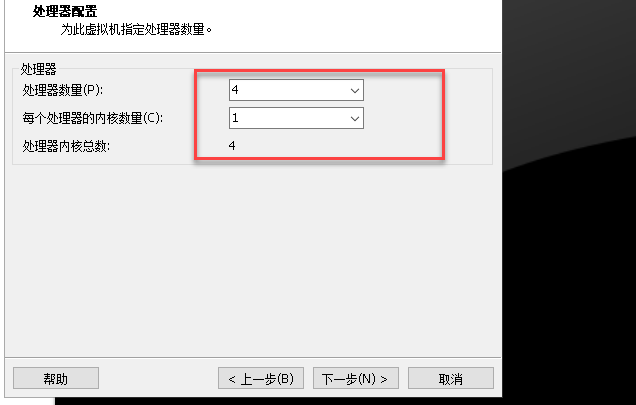 处理器配置
为此虚拟机指定处理器数量。
处理器
处理器数量(P): 4
每个处理器的内核数量(C): 1
处理器内核总数: 4
帮助 < 上一步(B) 下一步(N) > 取消